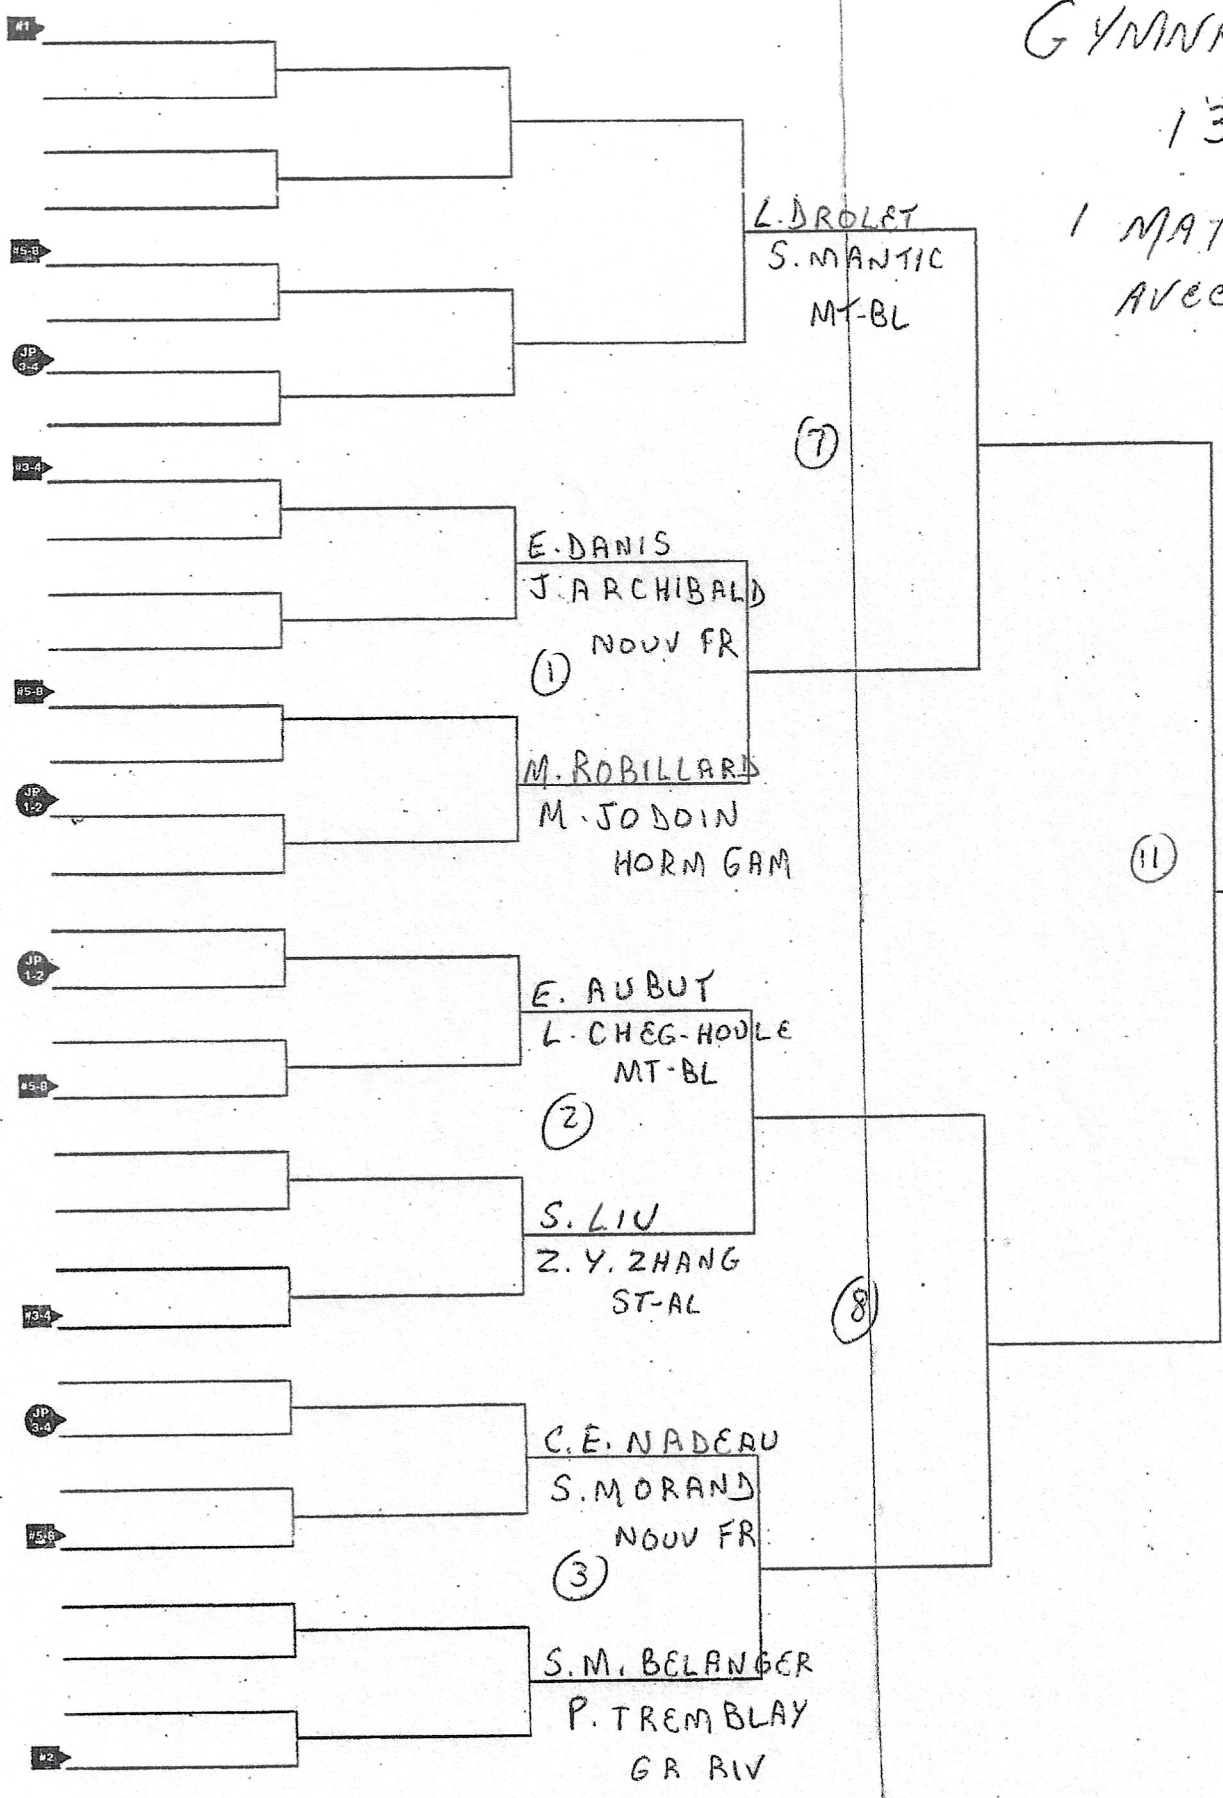 #1
GYMNA
13
L. DROLET
S. MANTIC
MT-BL
1 MAT
AVEC
#5-8
JP
3-4
⑦
#3-4
E. DANIS
J. ARCHIBALD
NOUV FR
①
#5-8
M. ROBILLARD
M. JODOIN
HORM GAM
JP
1-2
⑪
JP
1-2
E. AUBUT
L. CHEG-HOULE
MT-BL
#5-8
②
S. LIU
Z. Y. ZHANG
ST-AL
#3-4
⑧
JP
3-4
C. E. NADEAU
S. MORAND
NOUV FR
#5-8
③
S. M. BELANGER
P. TREMBLAY
GR RIV
#2